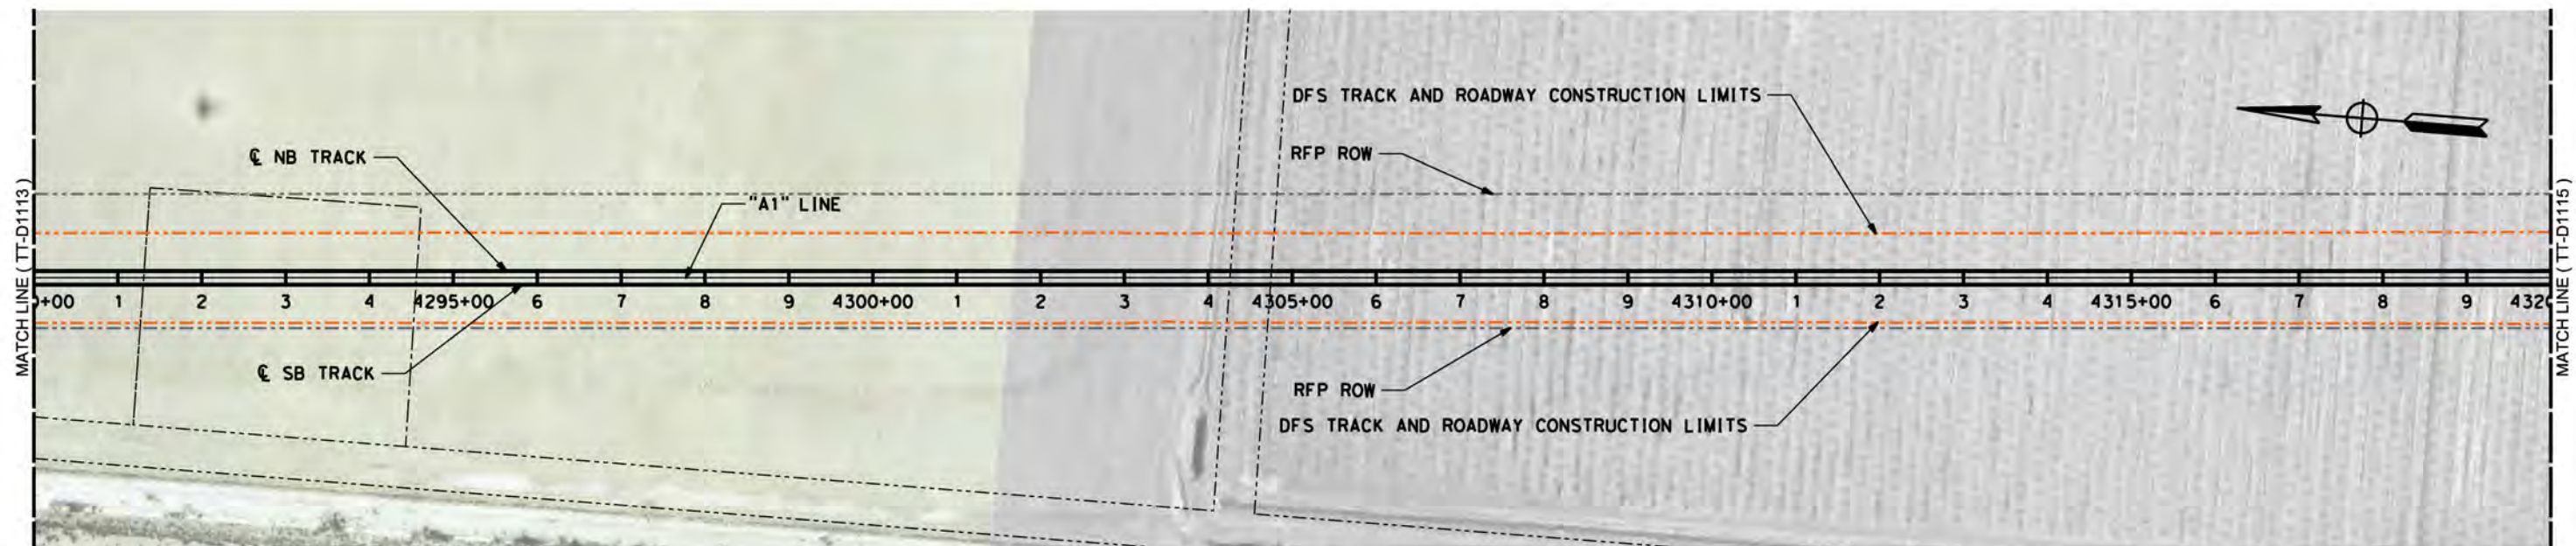 DFS TRACK AND ROADWAY CONSTRUCTION LIMITS
℄ NB TRACK
RFP ROW
"A1" LINE
MATCH LINE ( TT-D1113 )
MATCH LINE ( TT-D1115 )
0+00 1 2 3 4 4295+00 6 7 8 9 4300+00 1 2 3 4 4305+00 6 7 8 9 4310+00 1 2 3 4 4315+00 6 7 8 9 4320
℄ SB TRACK
RFP ROW
DFS TRACK AND ROADWAY CONSTRUCTION LIMITS